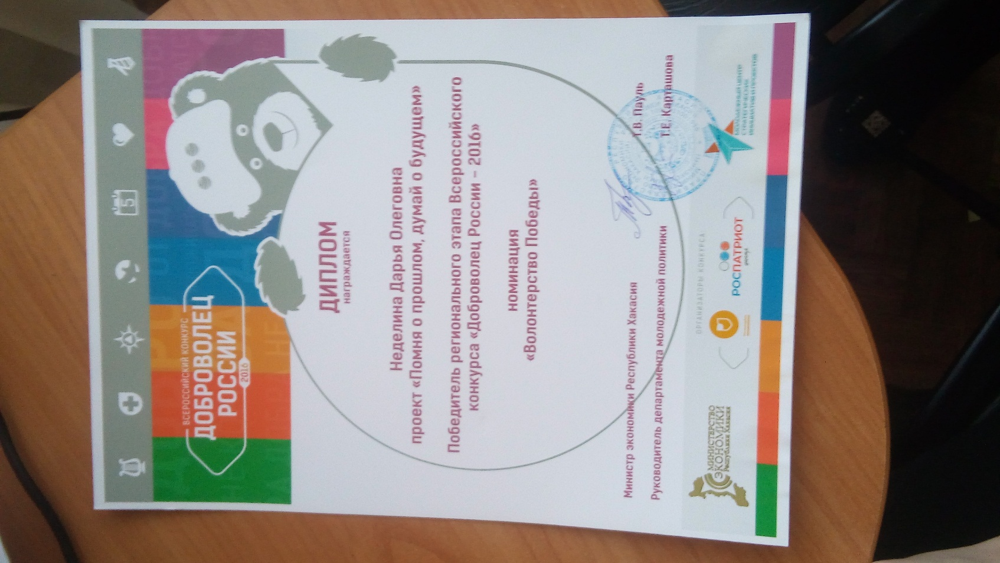 ВСЕРОССИЙСКИЙ КОНКУРС
ДОБРОВОЛЕЦ
РОССИИ
2016
5
ДИПЛОМ
награждается
Неделина Дарья Олеговна
проект «Помня о прошлом, думай о будущем»
Победитель регионального этапа Всероссийского
конкурса «Доброволец России – 2016»
номинация
«Волонтерство Победы»
Министр экономики Республики Хакасия
Т.В. Пауль
Руководитель департамента молодежной политики
Т.Е. Карташова
ОРГАНИЗАТОРЫ КОНКУРСА
МИНИСТЕРСТВО
ЭКОНОМИКИ
Республики Хакасия
РОСПАТРИОТ
центр
МОЛОДЕЖНЫЙ ЦЕНТР
СТРАТЕГИЧЕСКИХ
ИНИЦИАТИВ И ПРОЕКТОВ